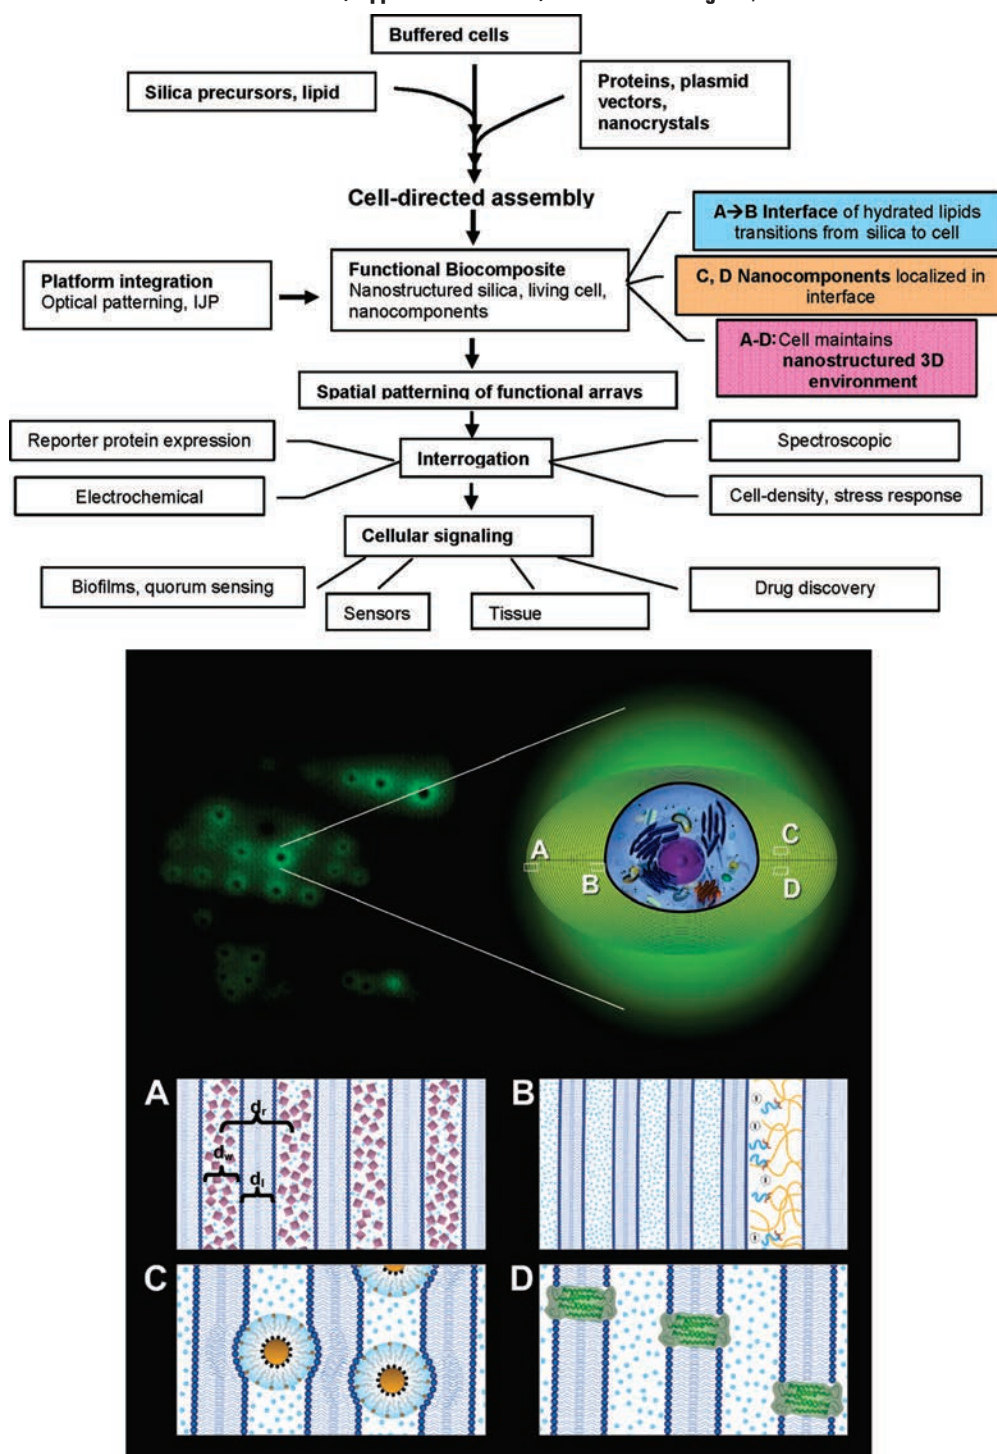 Buffered cells
Silica precursors, lipid
Proteins, plasmid
vectors,
nanocrystals
Cell-directed assembly
A→B Interface of hydrated lipids
transitions from silica to cell
Platform integration
Optical patterning, IJP
Functional Biocomposite
Nanostructured silica, living cell,
nanocomponents
C, D Nanocomponents localized in
interface
A-D: Cell maintains
nanostructured 3D
environment
Spatial patterning of functional arrays
Reporter protein expression
Interrogation
Spectroscopic
Electrochemical
Cell-density, stress response
Cellular signaling
Biofilms, quorum sensing
Sensors
Tissue
Drug discovery
A
B
C
D
A
dr
dw
dl
B
C
D